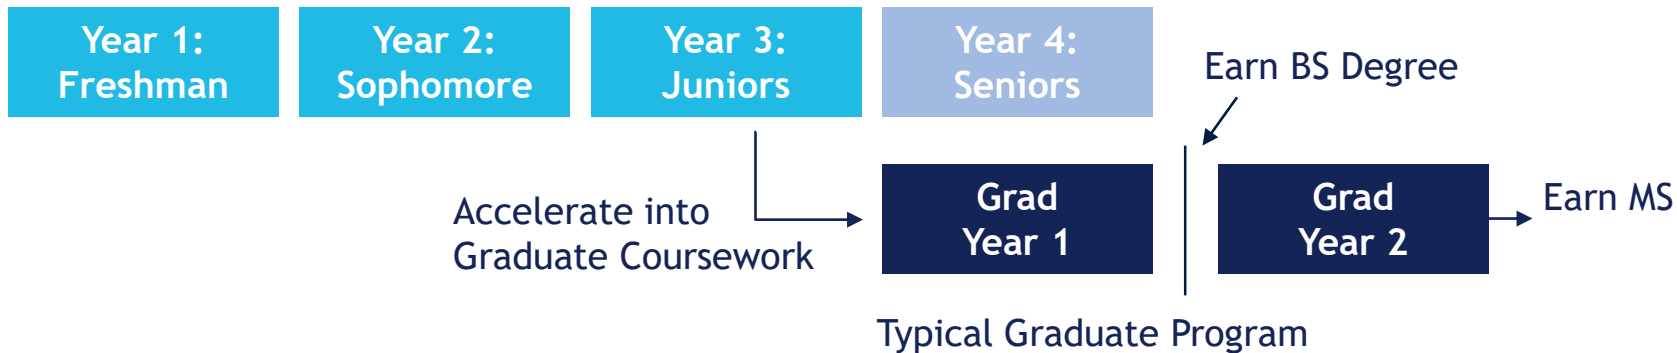 Year 1:
Freshman
Year 2:
Sophomore
Year 3:
Juniors
Year 4:
Seniors
Earn BS Degree
Accelerate into
Graduate Coursework
Grad
Year 1
Grad
Year 2
Earn MS
Typical Graduate Program